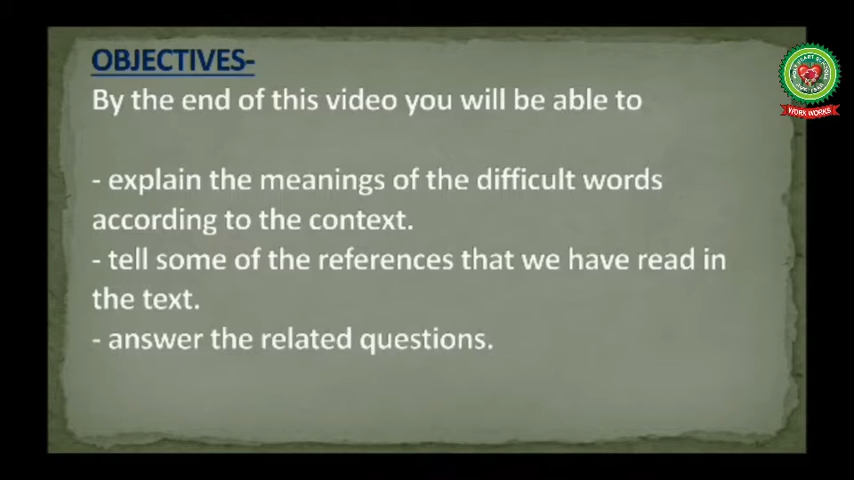 OBJECTIVES-
By the end of this video you will be able to
- explain the meanings of the difficult words
according to the context.
- tell some of the references that we have read in
the text.
- answer the related questions.
WORK WORKS